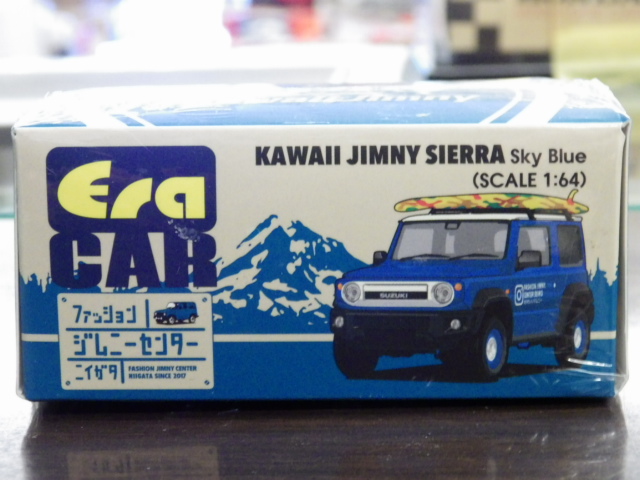 KAWAII JIMNY SIERRA Sky Blue
(SCALE 1:64)
Era
CAR
SUZUKI
ファッション
ジムニーセンター
ニイガタ
FASHION JIMNY CENTER
NIIGATA SINCE 2017